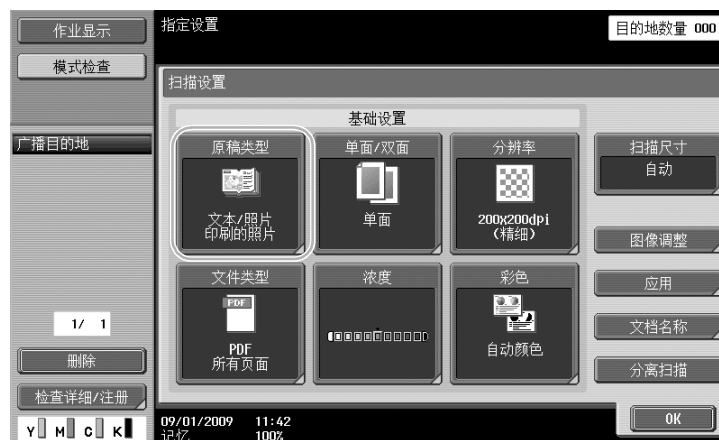 作业显示
模式检查
广播目的地
1/ 1
删除
检查详细/注册
Y M C K
指定设置
目的地数量 000
扫描设置
基础设置
原稿类型
文本/照片
印刷的照片
单面/双面
单面
分辨率
200x200dpi
(精细)
文件类型
PDF
PDF
所有页面
浓度
彩色
自动颜色
扫描尺寸
自动
图像调整
应用
文档名称
分离扫描
OK
09/01/2009 11:42
记忆 100%